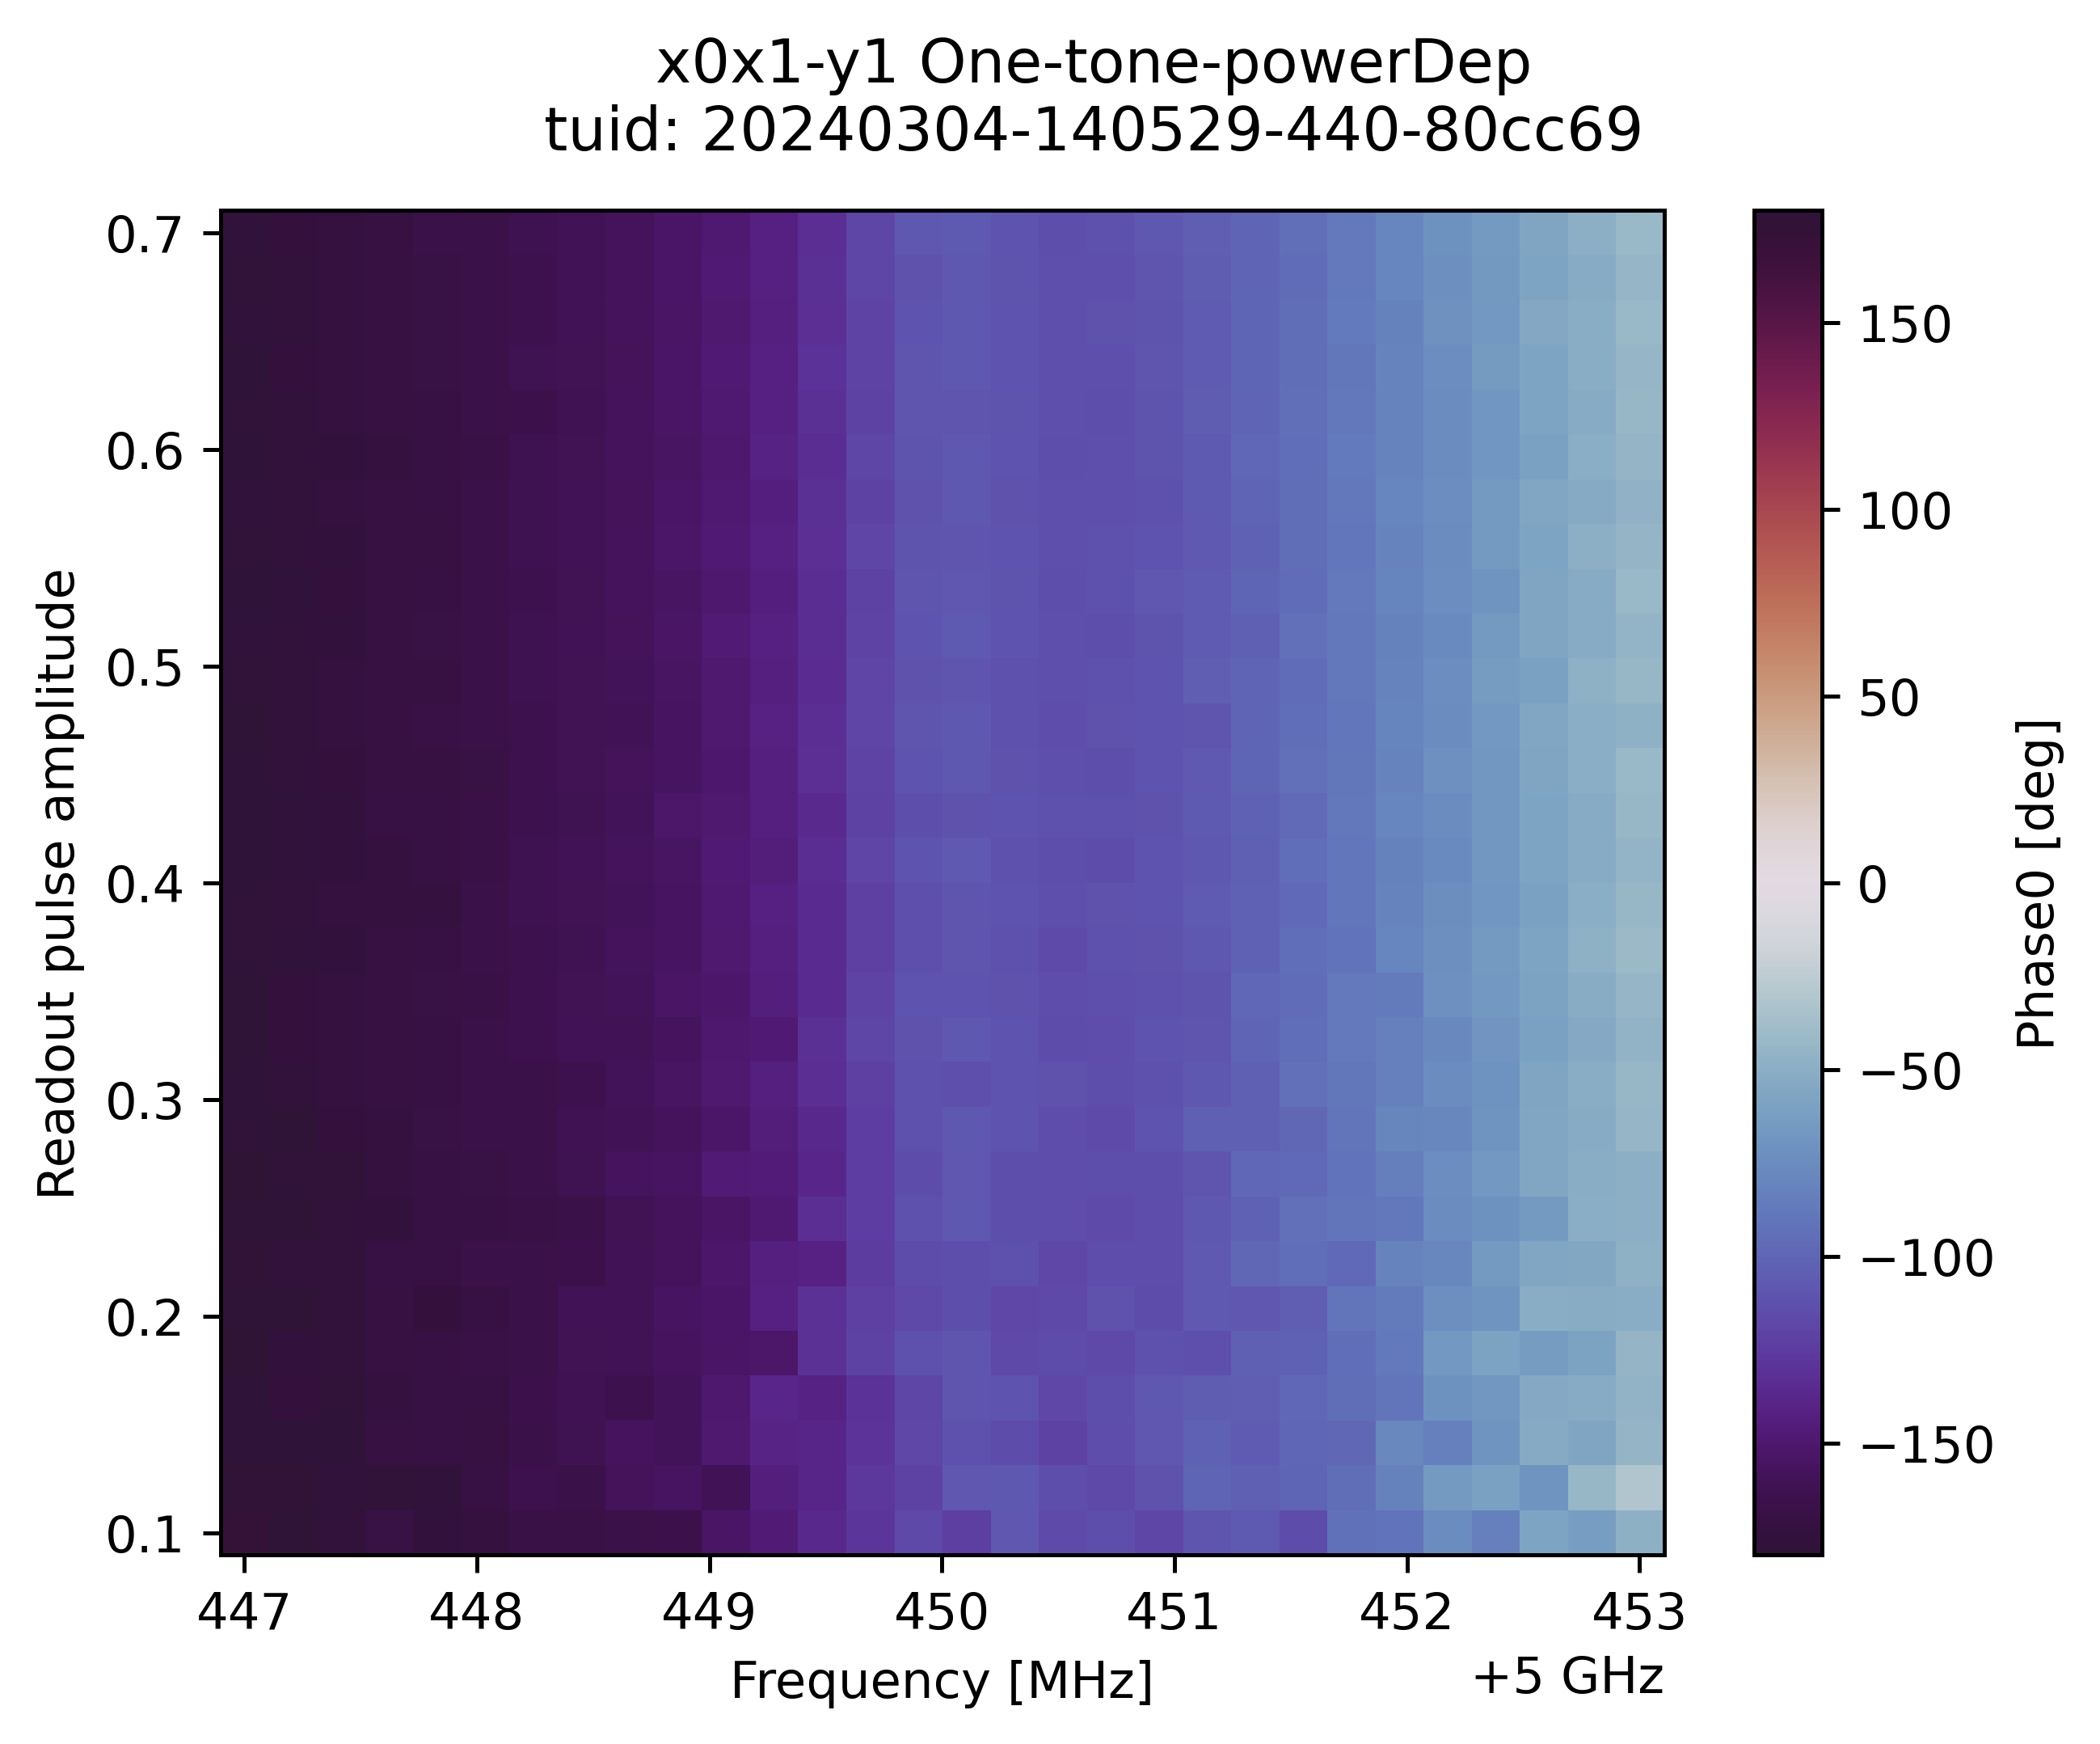 x0x1-y1 One-tone-powerDep
tuid: 20240304-140529-440-80cc69
Readout pulse amplitude
0.7
0.6
0.5
0.4
0.3
0.2
0.1
447 448 449 450 451 452 453
Frequency [MHz]
+5 GHz
150
100
50
0
−50
−100
−150
Phase0 [deg]